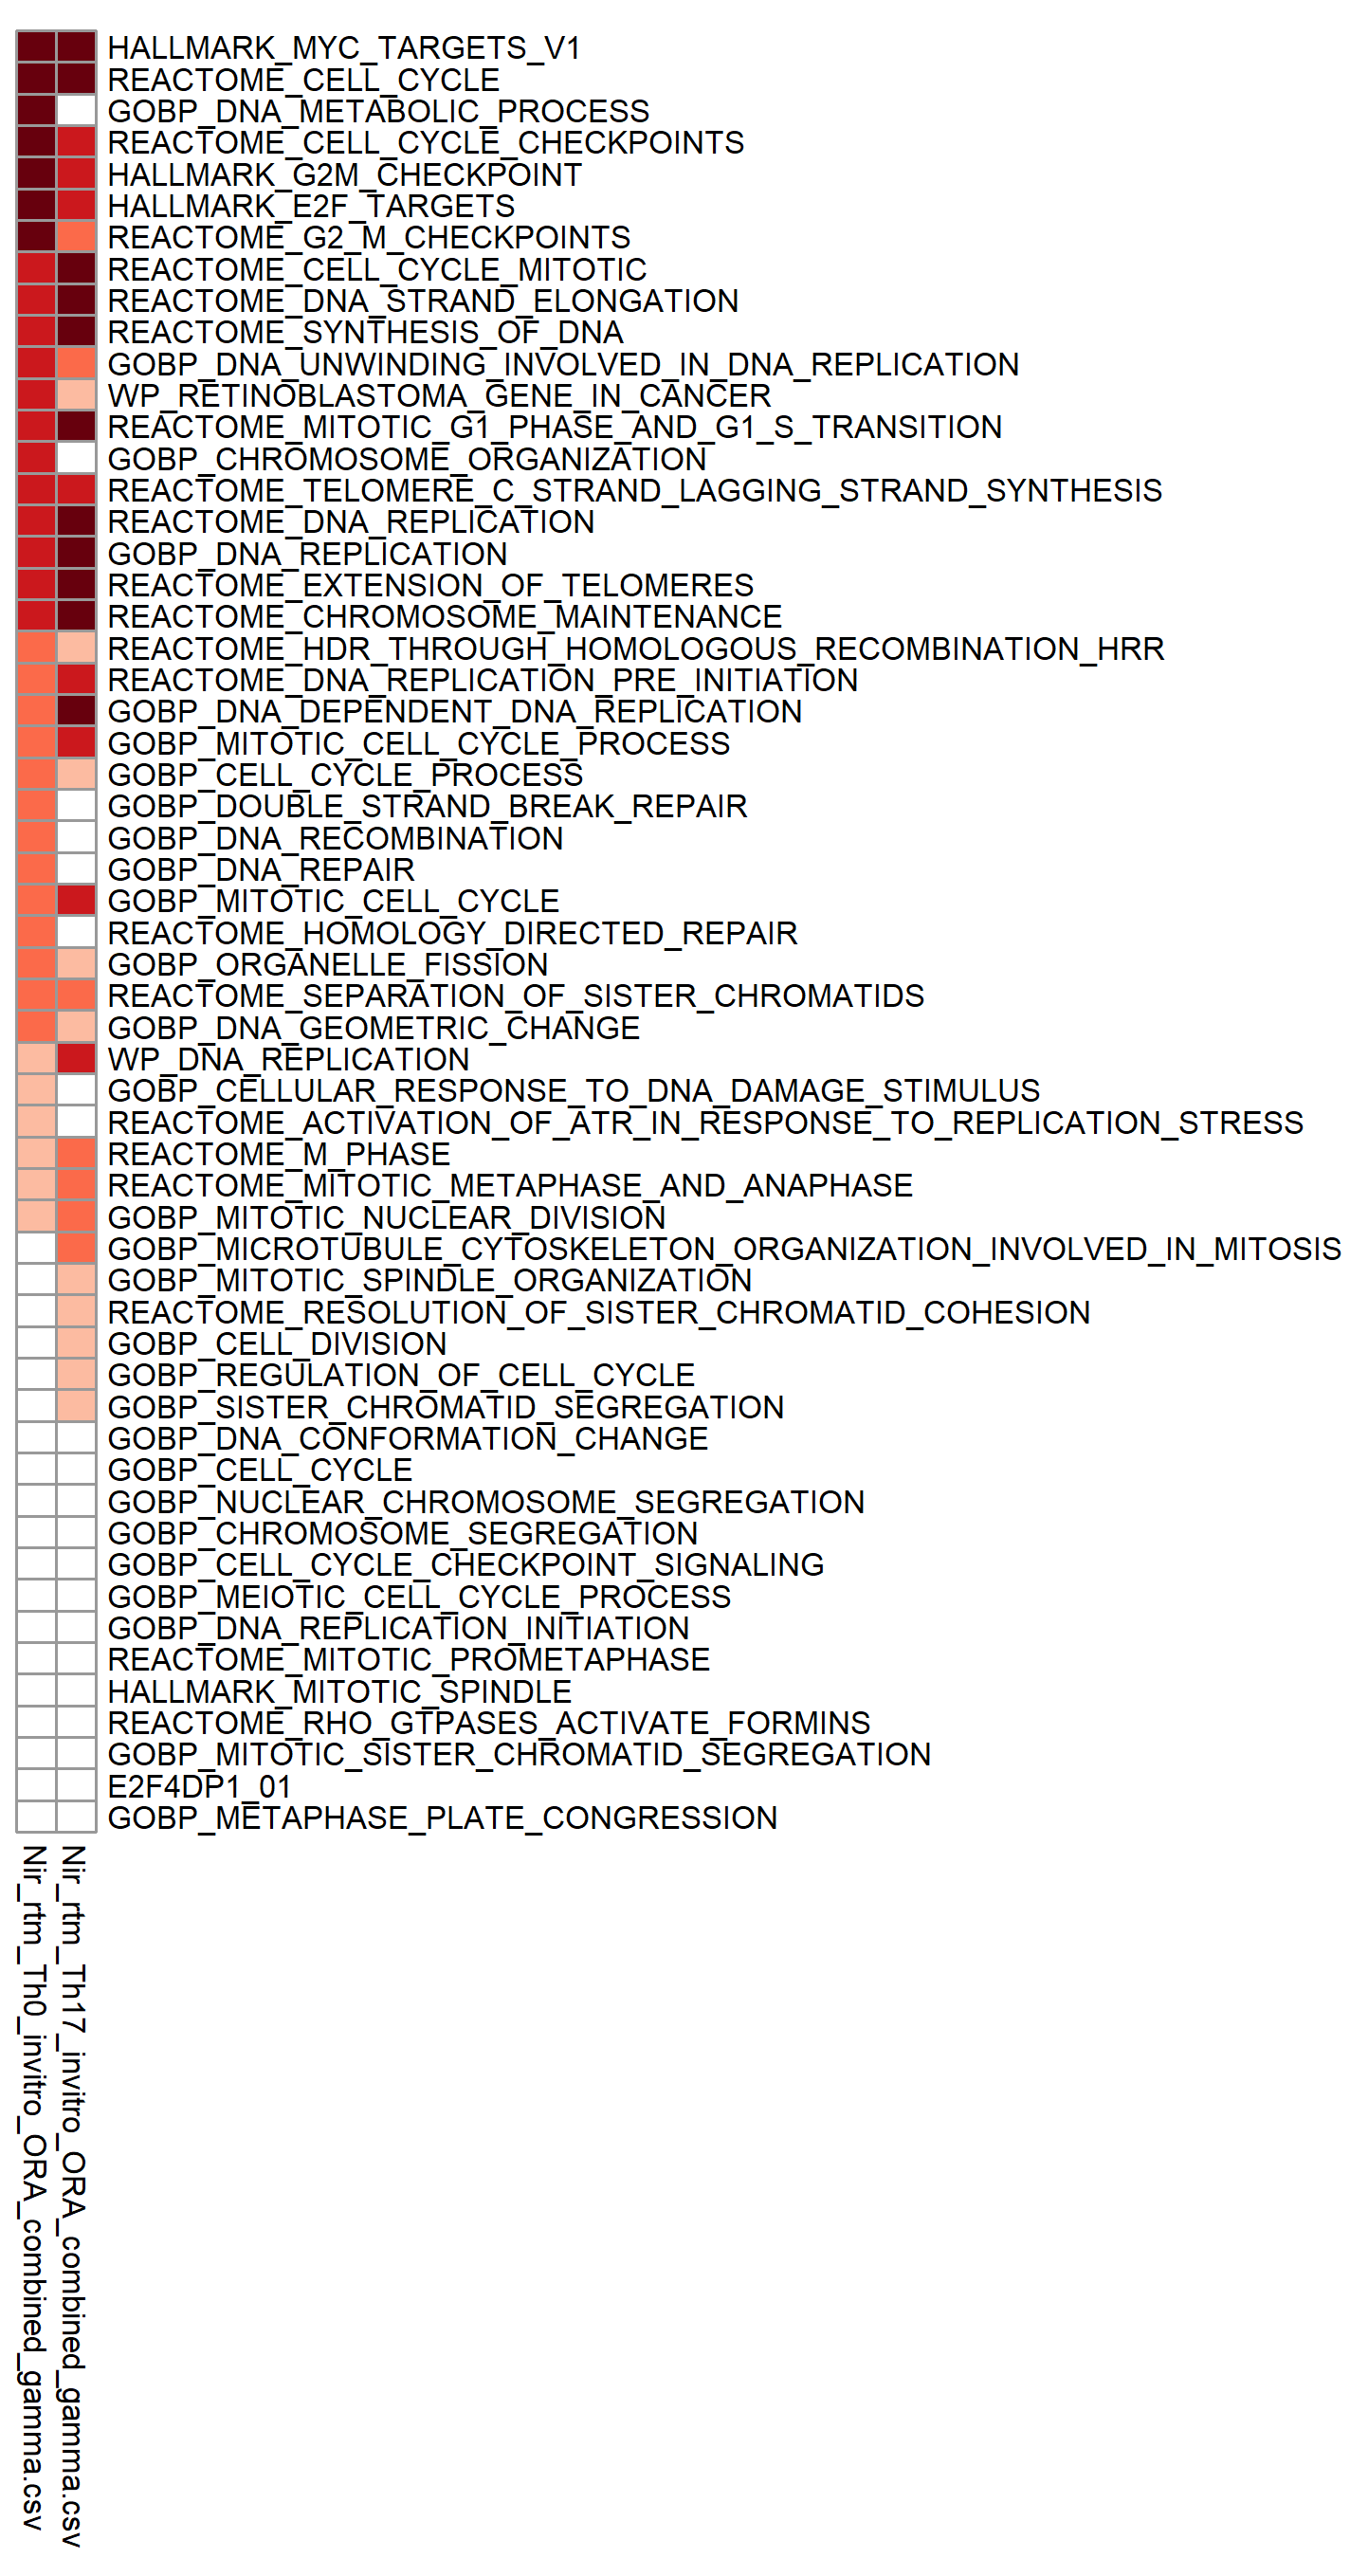 HALLMARK_MYC_TARGETS_V1
REACTOME_CELL_CYCLE
GOBP_DNA_METABOLIC_PROCESS
REACTOME_CELL_CYCLE_CHECKPOINTS
HALLMARK_G2M_CHECKPOINT
HALLMARK_E2F_TARGETS
REACTOME_G2_M_CHECKPOINTS
REACTOME_CELL_CYCLE_MITOTIC
REACTOME_DNA_STRAND_ELONGATION
REACTOME_SYNTHESIS_OF_DNA
GOBP_DNA_UNWINDING_INVOLVED_IN_DNA_REPLICATION
WP_RETINOBLASTOMA_GENE_IN_CANCER
REACTOME_MITOTIC_G1_PHASE_AND_G1_S_TRANSITION
GOBP_CHROMOSOME_ORGANIZATION
REACTOME_TELOMERE_C_STRAND_LAGGING_STRAND_SYNTHESIS
REACTOME_DNA_REPLICATION
GOBP_DNA_REPLICATION
REACTOME_EXTENSION_OF_TELOMERES
REACTOME_CHROMOSOME_MAINTENANCE
REACTOME_HDR_THROUGH_HOMOLOGOUS_RECOMBINATION_HRR
REACTOME_DNA_REPLICATION_PRE_INITIATION
GOBP_DNA_DEPENDENT_DNA_REPLICATION
GOBP_MITOTIC_CELL_CYCLE_PROCESS
GOBP_CELL_CYCLE_PROCESS
GOBP_DOUBLE_STRAND_BREAK_REPAIR
GOBP_DNA_RECOMBINATION
GOBP_DNA_REPAIR
GOBP_MITOTIC_CELL_CYCLE
REACTOME_HOMOLOGY_DIRECTED_REPAIR
GOBP_ORGANELLE_FISSION
REACTOME_SEPARATION_OF_SISTER_CHROMATIDS
GOBP_DNA_GEOMETRIC_CHANGE
WP_DNA_REPLICATION
GOBP_CELLULAR_RESPONSE_TO_DNA_DAMAGE_STIMULUS
REACTOME_ACTIVATION_OF_ATR_IN_RESPONSE_TO_REPLICATION_STRESS
REACTOME_M_PHASE
REACTOME_MITOTIC_METAPHASE_AND_ANAPHASE
GOBP_MITOTIC_NUCLEAR_DIVISION
GOBP_MICROTUBULE_CYTOSKELETON_ORGANIZATION_INVOLVED_IN_MITOSIS
GOBP_MITOTIC_SPINDLE_ORGANIZATION
REACTOME_RESOLUTION_OF_SISTER_CHROMATID_COHESION
GOBP_CELL_DIVISION
GOBP_REGULATION_OF_CELL_CYCLE
GOBP_SISTER_CHROMATID_SEGREGATION
GOBP_DNA_CONFORMATION_CHANGE
GOBP_CELL_CYCLE
GOBP_NUCLEAR_CHROMOSOME_SEGREGATION
GOBP_CHROMOSOME_SEGREGATION
GOBP_CELL_CYCLE_CHECKPOINT_SIGNALING
GOBP_MEIOTIC_CELL_CYCLE_PROCESS
GOBP_DNA_REPLICATION_INITIATION
REACTOME_MITOTIC_PROMETAPHASE
HALLMARK_MITOTIC_SPINDLE
REACTOME_RHO_GTPASES_ACTIVATE_FORMINS
GOBP_MITOTIC_SISTER_CHROMATID_SEGREGATION
E2F4DP1_01
GOBP_METAPHASE_PLATE_CONGRESSION
Nir_rtm_Th0_invitro_ORA_combined_gamma.csv
Nir_rtm_Th17_invitro_ORA_combined_gamma.csv